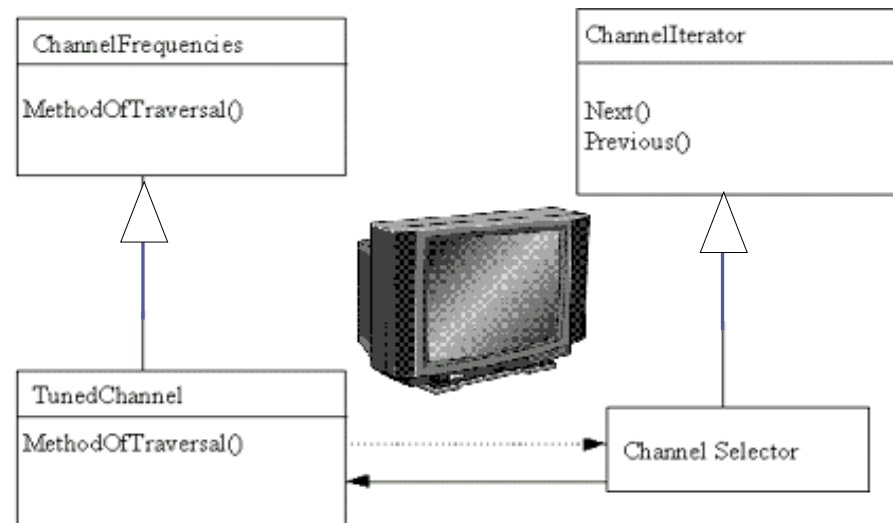 ChannelFrequencies
MethodOfTraversal()
ChannelIterator
Next()
Previous()
TunedChannel
MethodOfTraversal()
Channel Selector